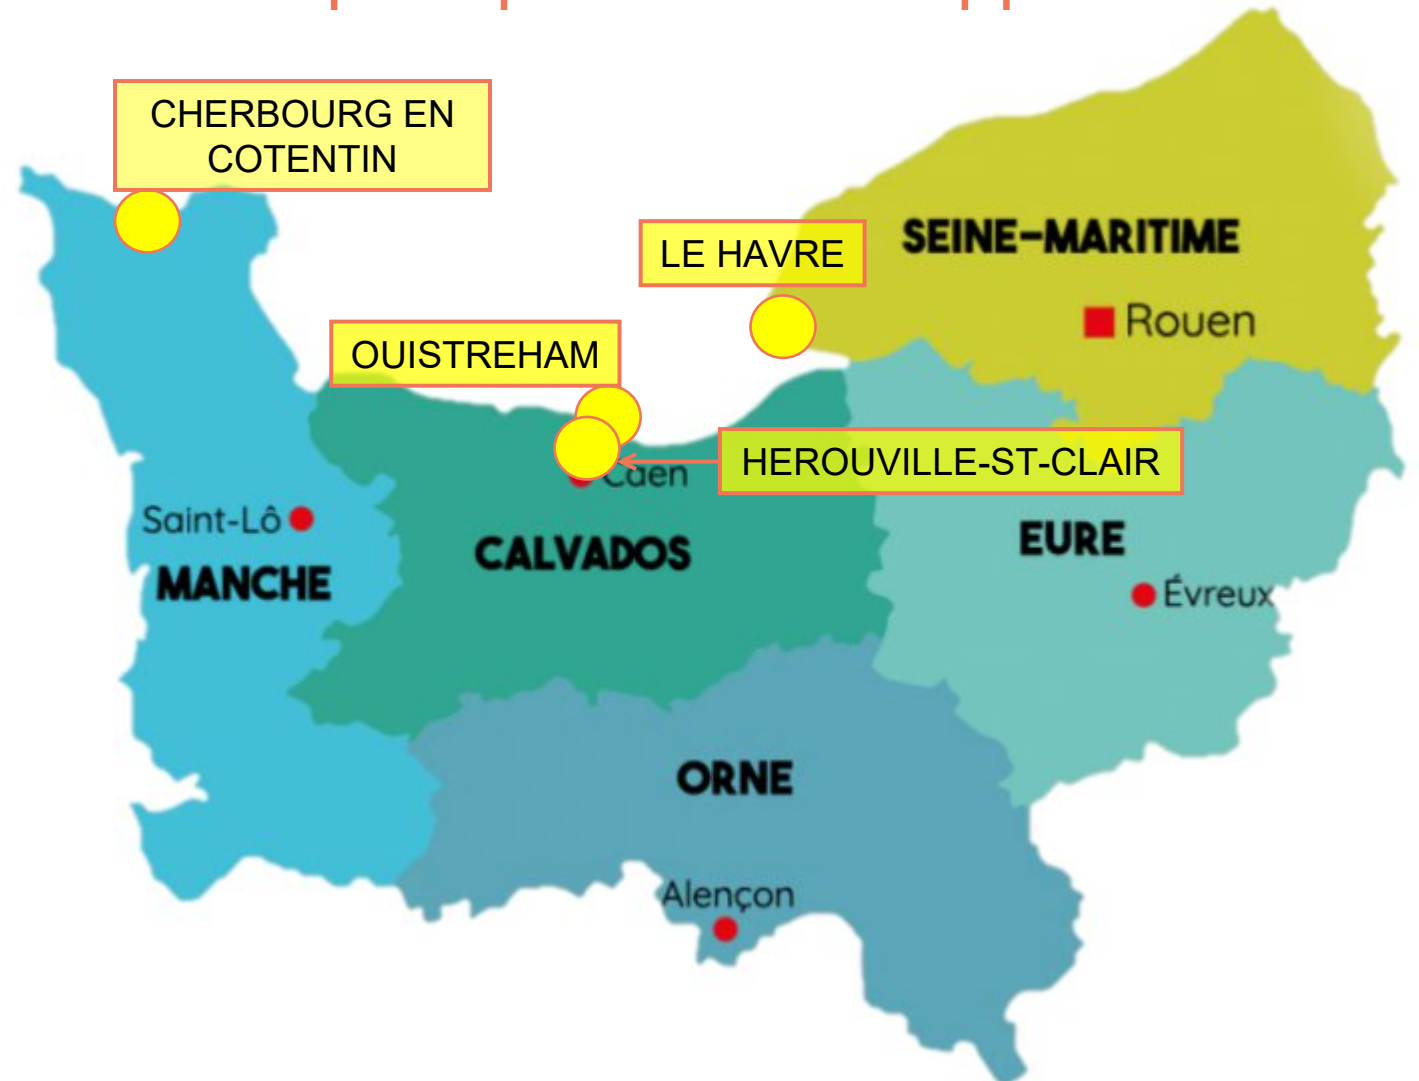 CHERBOURG EN
COTENTIN
LE HAVRE
SEINE-MARITIME
Rouen
OUISTREHAM
HEROUVILLE-ST-CLAIR
Caen
Saint-Lô
MANCHE
CALVADOS
EURE
Évreux
ORNE
Alençon